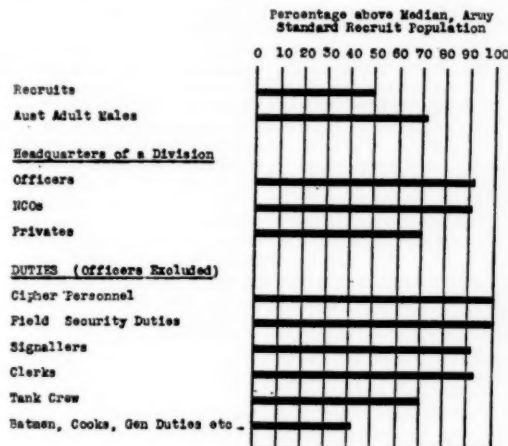 Percentage above Median, Army
Standard Recruit Population
0 10 20 30 40 50 60 70 80 90 100
Recruits
Aust Adult Males
Headquarters of a Division
Officers
NCOs
Privates
DUTIES (Officers Excluded)
Cipher Personnel
Field Security Duties
Signallers
Clerks
Tank Crew
Batmen, Cooks, Gen Duties etc